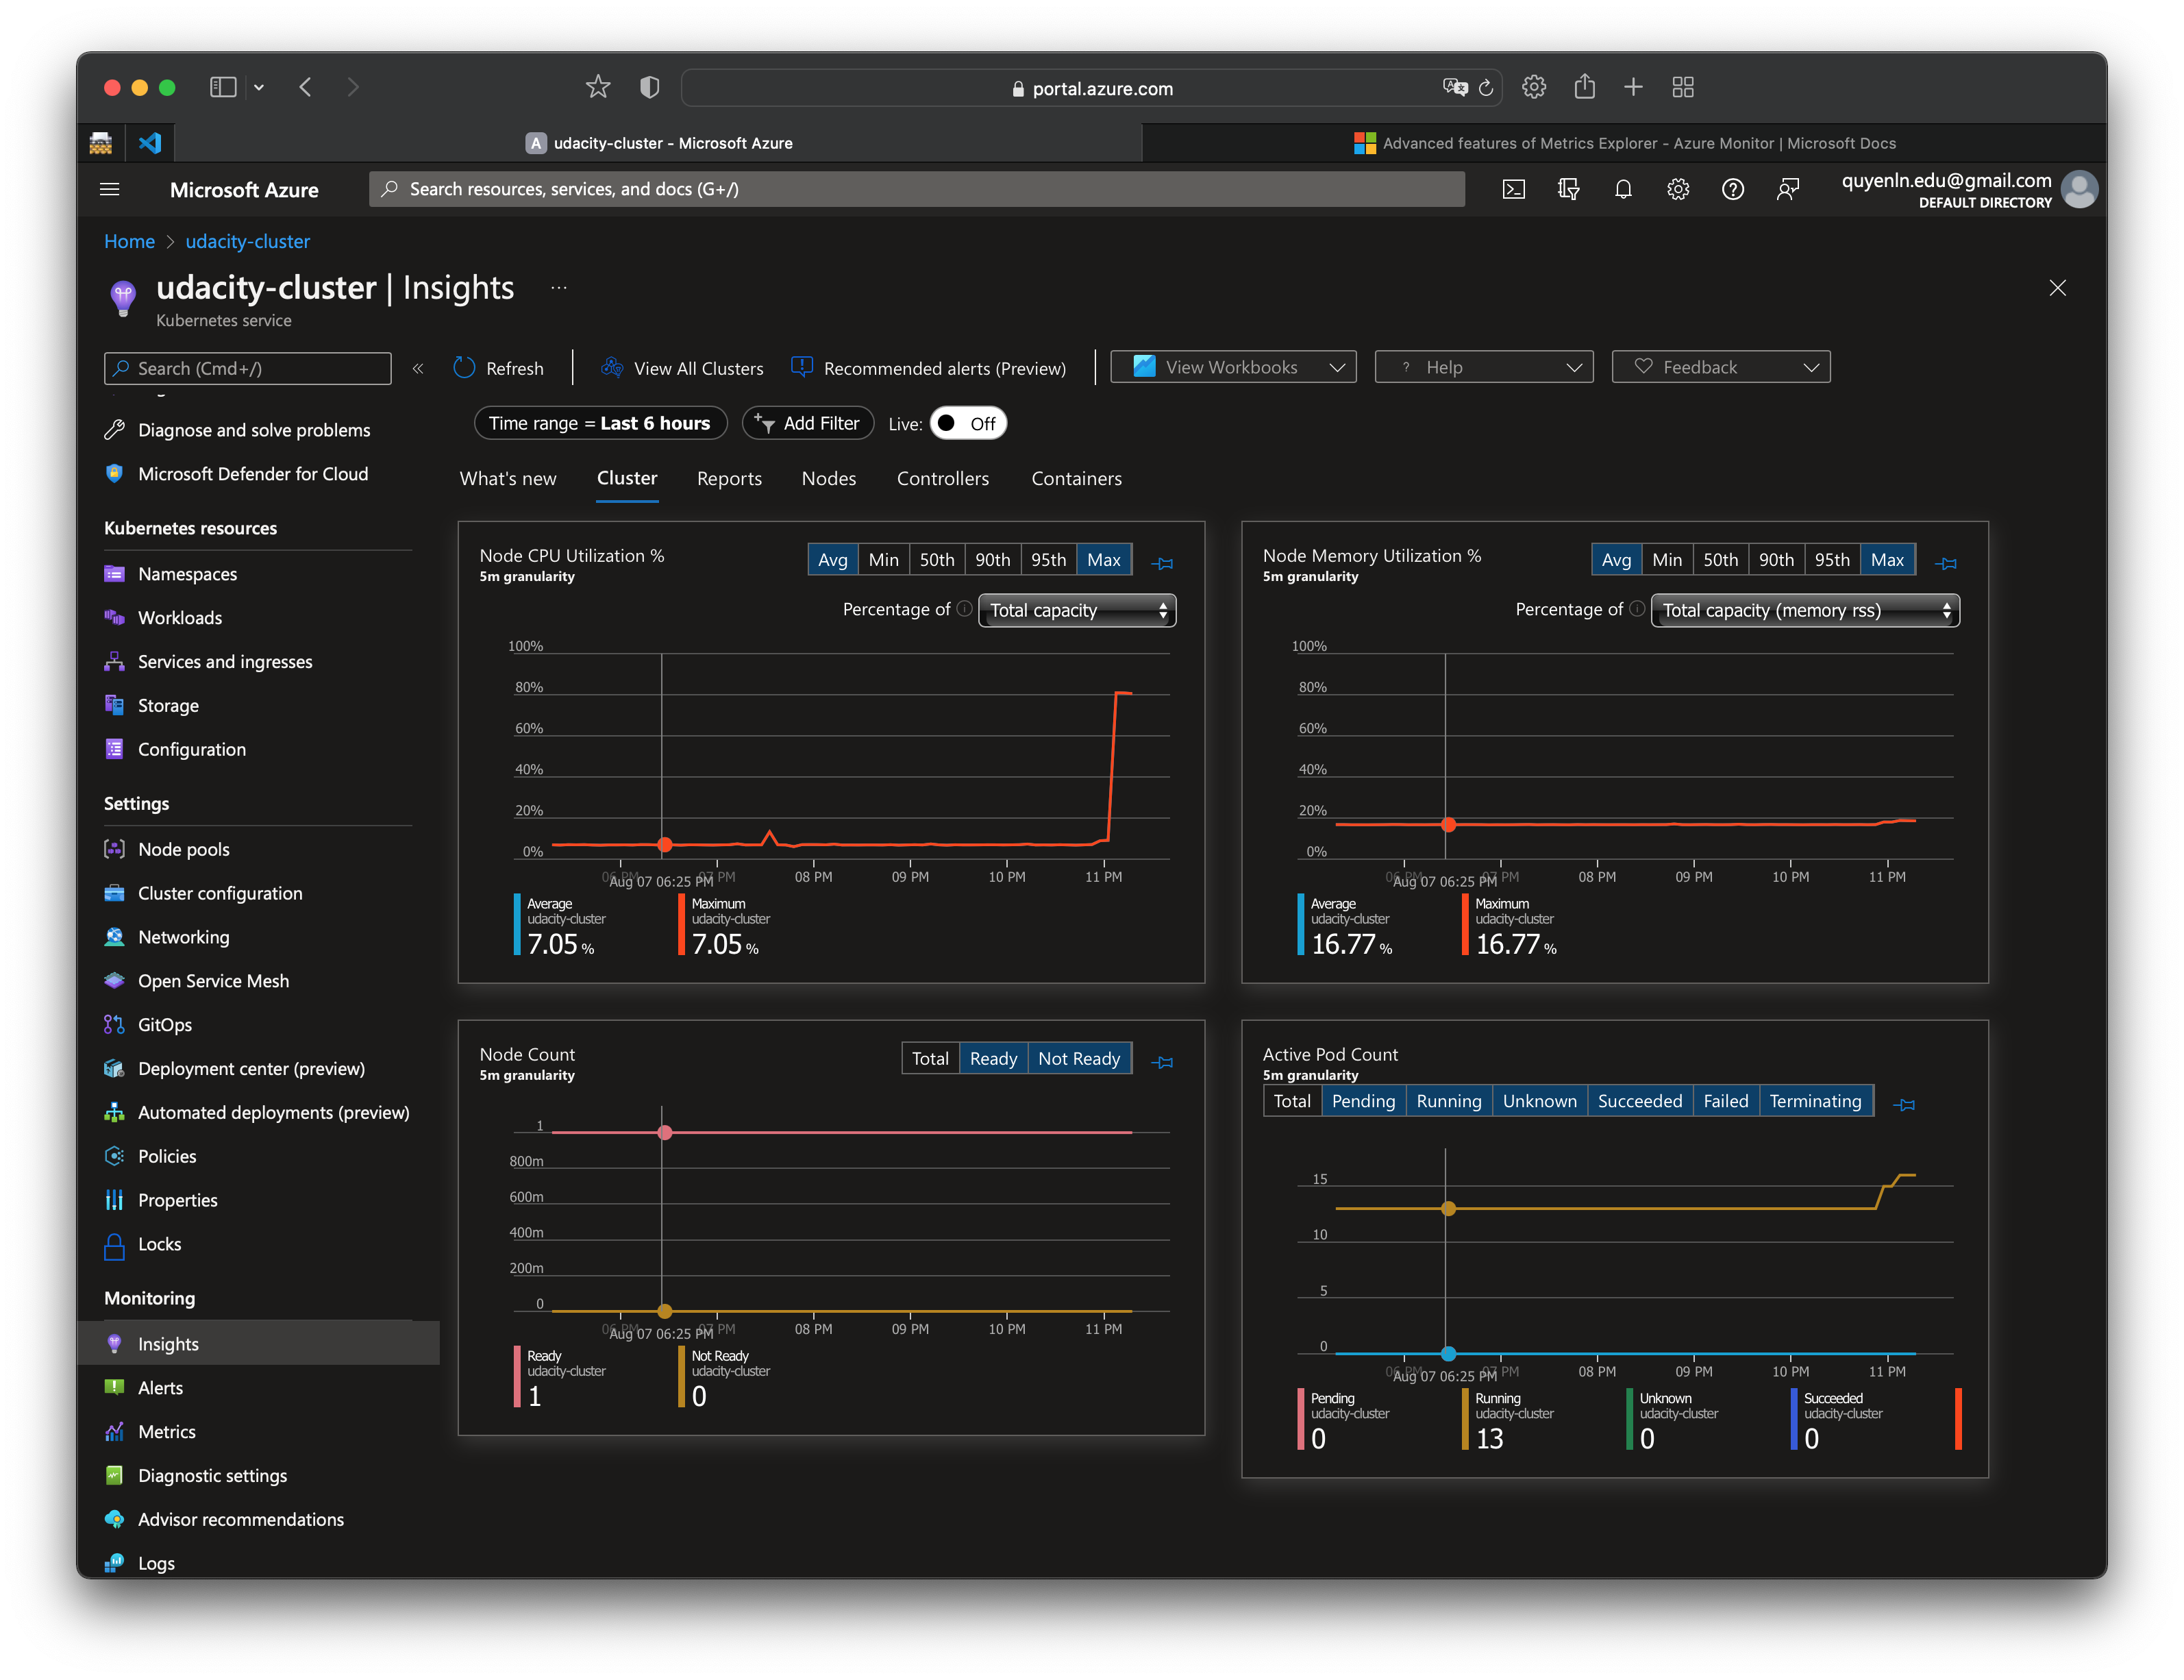 portal.azure.com
A udacity-cluster - Microsoft Azure
Advanced features of Metrics Explorer - Azure Monitor | Microsoft Docs
Microsoft Azure
Search resources, services, and docs (G+/)
quyenln.edu@gmail.com
DEFAULT DIRECTORY
Home > udacity-cluster
udacity-cluster | Insights ...
Kubernetes service
Search (Cmd+/)
«
Refresh
View All Clusters
Recommended alerts (Preview)
View Workbooks
? Help
Feedback
Diagnose and solve problems
Microsoft Defender for Cloud
Kubernetes resources
Namespaces
Workloads
Services and ingresses
Storage
Configuration
Settings
Node pools
Cluster configuration
Networking
Open Service Mesh
GitOps
Deployment center (preview)
Automated deployments (preview)
Policies
Properties
Locks
Monitoring
Insights
Alerts
Metrics
Diagnostic settings
Advisor recommendations
Logs
Time range = Last 6 hours
Add Filter
Live: Off
What's new Cluster Reports Nodes Controllers Containers
Node CPU Utilization %
5m granularity
Avg Min 50th 90th 95th Max
Percentage of Total capacity
100%
80%
60%
40%
20%
0%
06 PM 07 PM 08 PM 09 PM 10 PM 11 PM
Aug 07 06:25 PM
Average
udacity-cluster
7.05 %
Maximum
udacity-cluster
7.05 %
Node Memory Utilization %
5m granularity
Avg Min 50th 90th 95th Max
Percentage of Total capacity (memory rss)
100%
80%
60%
40%
20%
0%
06 PM 07 PM 08 PM 09 PM 10 PM 11 PM
Aug 07 06:25 PM
Average
udacity-cluster
16.77 %
Maximum
udacity-cluster
16.77 %
Node Count
5m granularity
Total Ready Not Ready
1
800m
600m
400m
200m
0
06 PM 07 PM 08 PM 09 PM 10 PM 11 PM
Aug 07 06:25 PM
Ready
udacity-cluster
1
Not Ready
udacity-cluster
0
Active Pod Count
5m granularity
Total Pending Running Unknown Succeeded Failed Terminating
15
10
5
0
06 PM 07 PM 08 PM 09 PM 10 PM 11 PM
Aug 07 06:25 PM
Pending
udacity-cluster
0
Running
udacity-cluster
13
Unknown
udacity-cluster
0
Succeeded
udacity-cluster
0